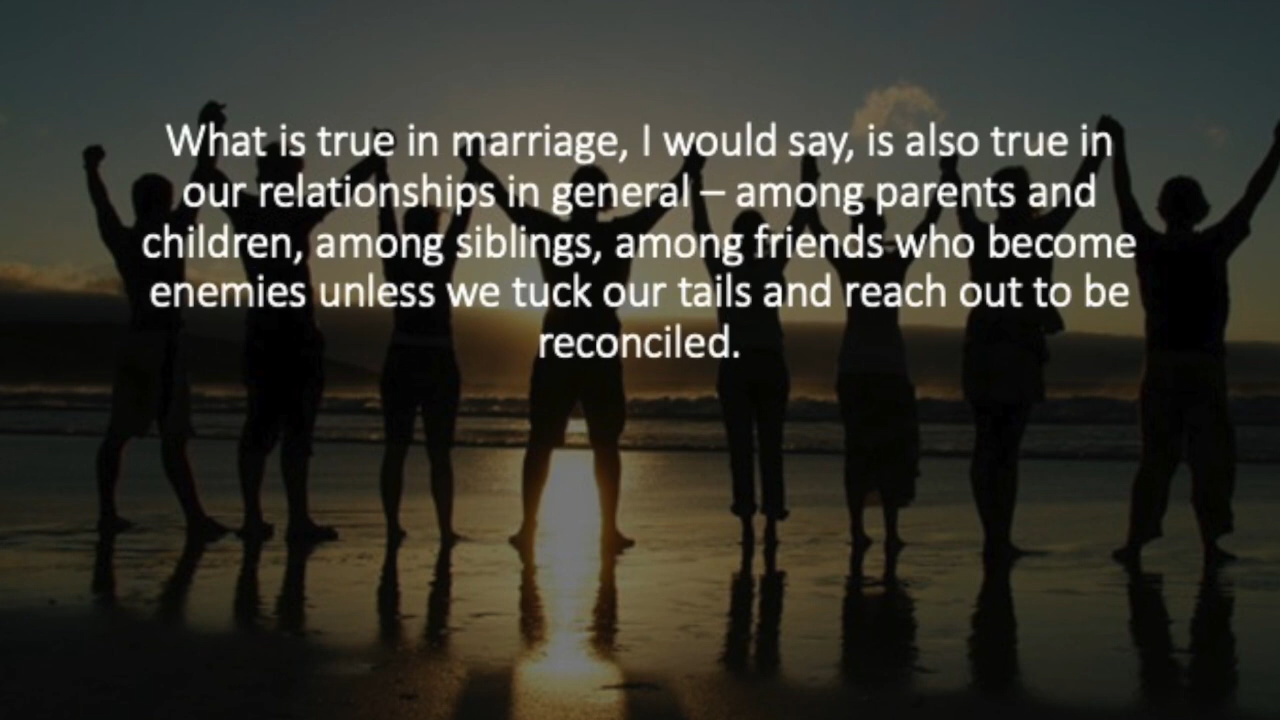 What is true in marriage, I would say, is also true in
our relationships in general – among parents and
children, among siblings, among friends who become
enemies unless we tuck our tails and reach out to be
reconciled.